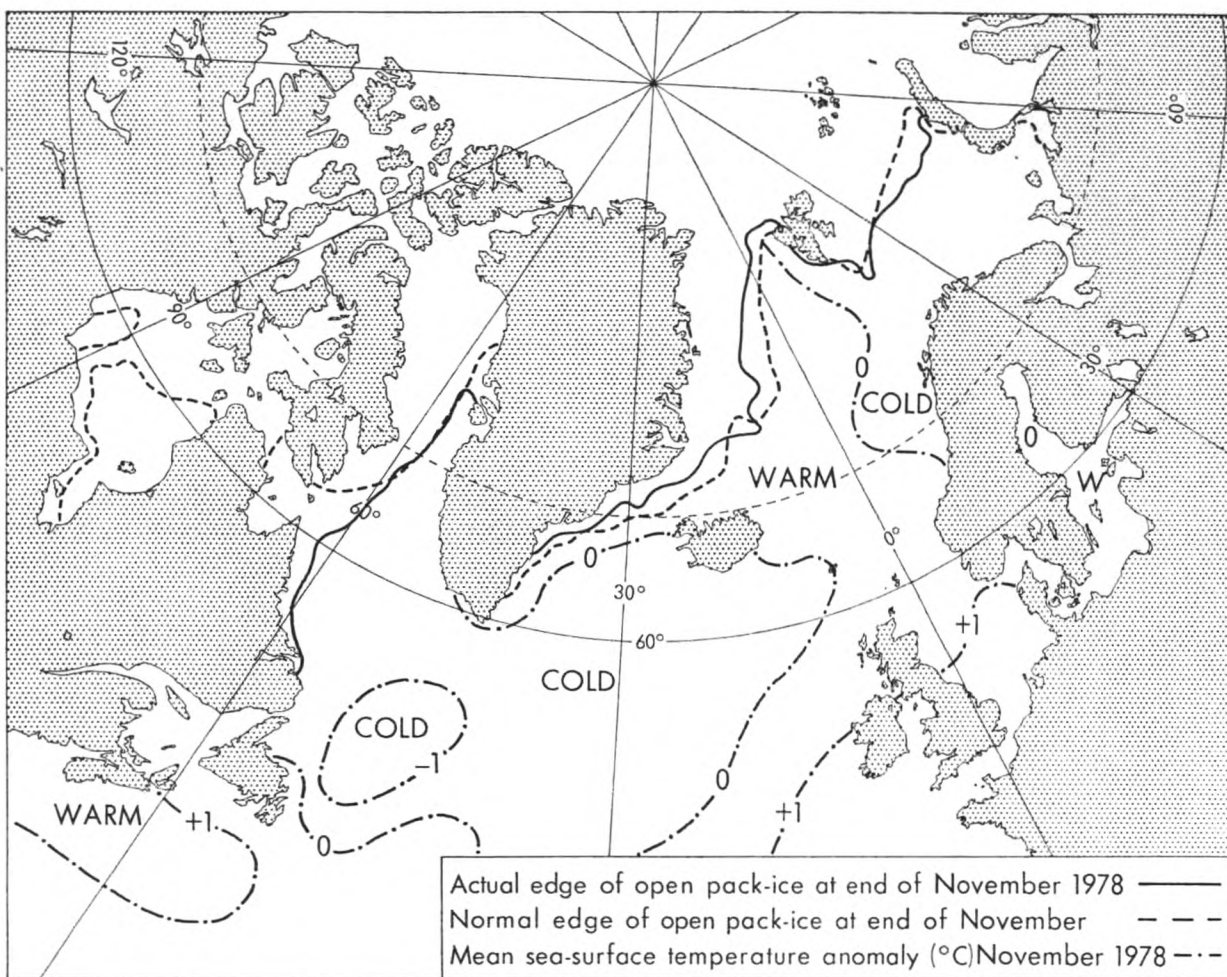 120°
60°
90°
30°
0
COLD
0
WARM
W
60°
0°
0
30°
+1
60°
COLD
COLD
-1
0
+1
WARM
+1
0
Actual edge of open pack-ice at end of November 1978
Normal edge of open pack-ice at end of November
Mean sea-surface temperature anomaly (°C) November 1978